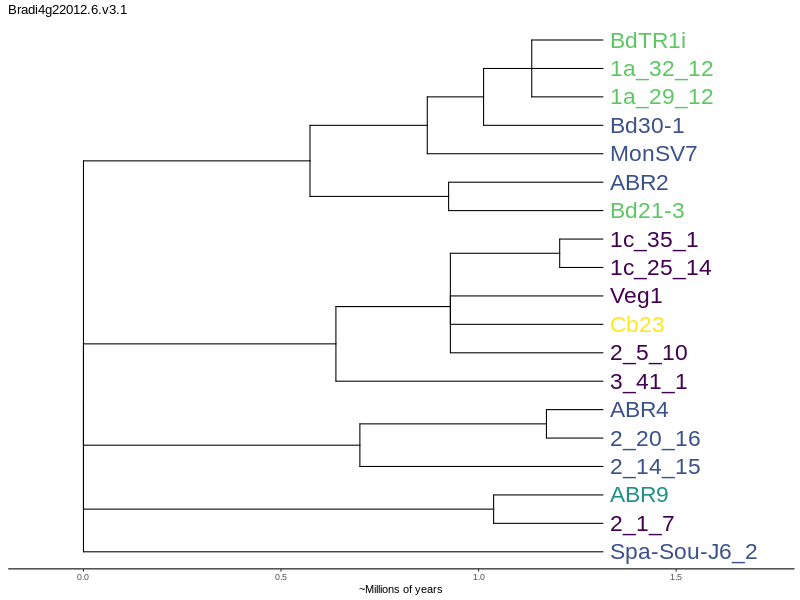 Bradi4g22012.6.v3.1
BdTR1i
1a_32_12
1a_29_12
Bd30-1
MonSV7
ABR2
Bd21-3
1c_35_1
1c_25_14
Veg1
Cb23
2_5_10
3_41_1
ABR4
2_20_16
2_14_15
ABR9
2_1_7
Spa-Sou-J6_2
0.0 0.5 1.0 1.5
~Millions of years